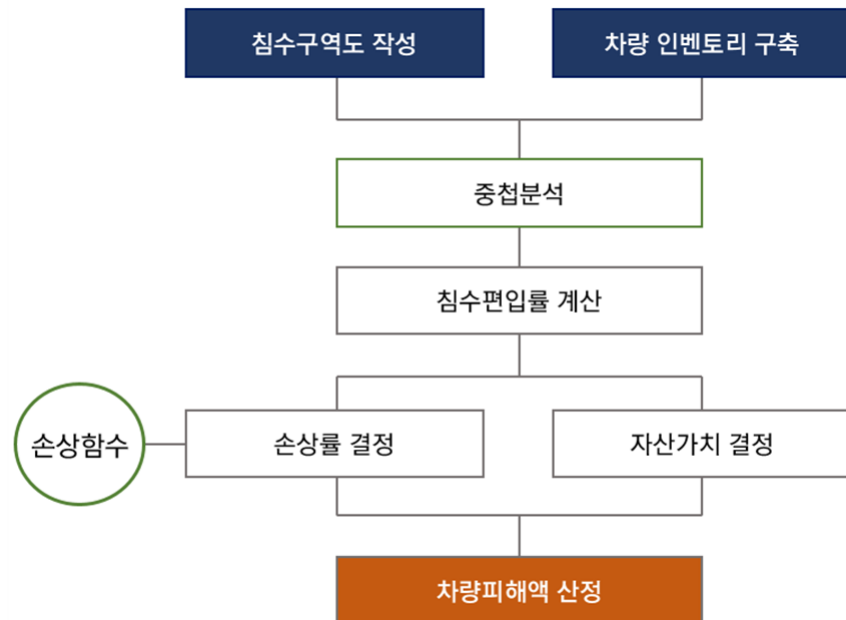 침수구역도 작성
차량 인벤토리 구축
중첩분석
침수편입률 계산
손상함수
손상률 결정
자산가치 결정
차량피해액 산정